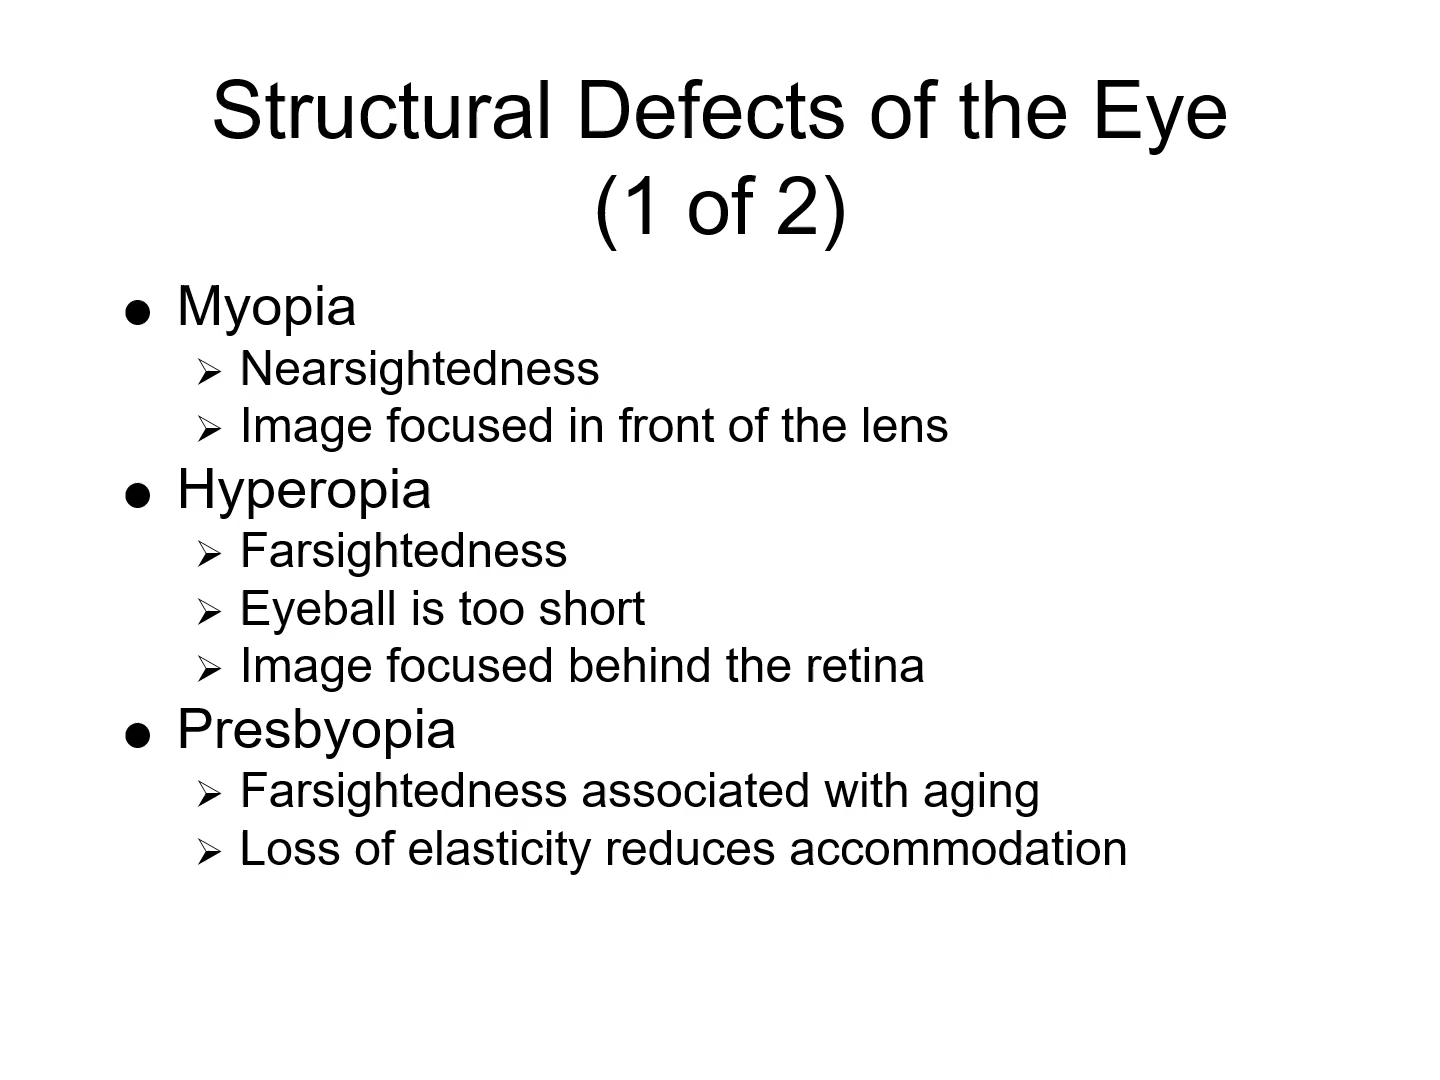 Structural Defects of the Eye
(1 of 2)
● Myopia
➢ Nearsightedness
➢ Image focused in front of the lens
● Hyperopia
➢ Farsightedness
➢ Eyeball is too short
➢ Image focused behind the retina
● Presbyopia
➢ Farsightedness associated with aging
➢ Loss of elasticity reduces accommodation